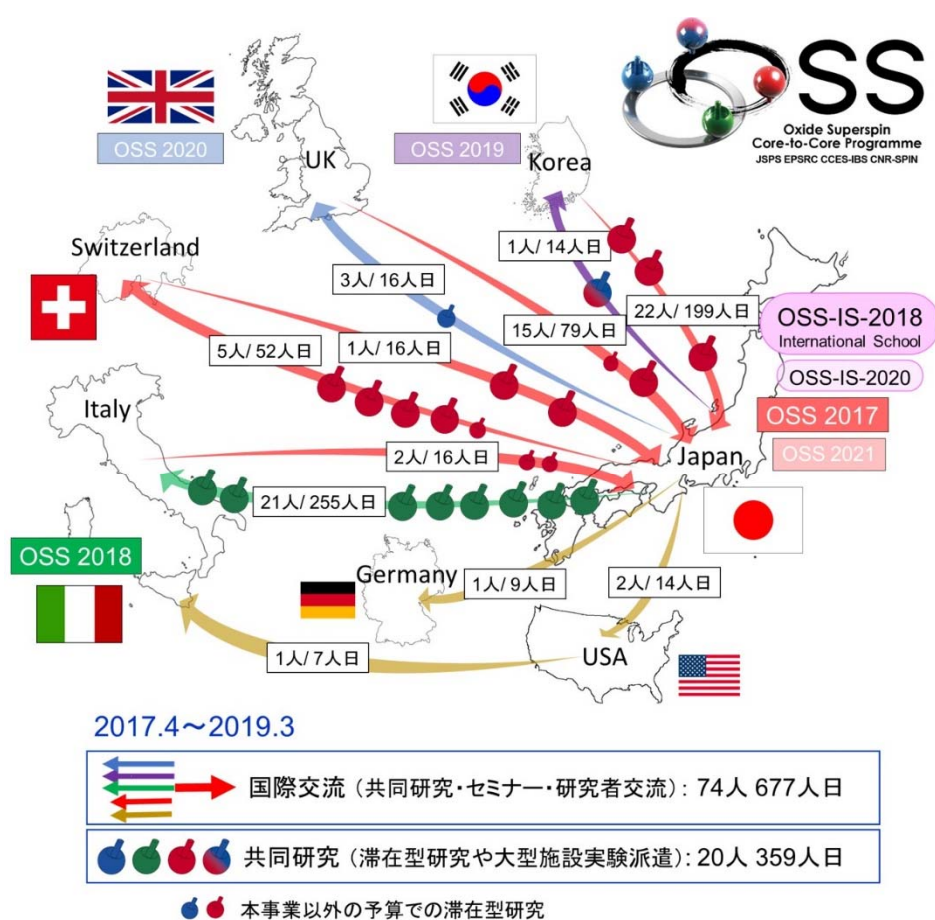 SS
Oxide Superspin
Core-to-Core Programme
JSPS EPSRC CCES-IBS CNR-SPIN
OSS 2020
UK
OSS 2019
Korea
Switzerland
3人/ 16人日
1人/ 14人日
15人/ 79人日
22人/ 199人日
OSS-IS-2018
International School
OSS-IS-2020
5人/ 52人日
1人/ 16人日
Italy
OSS 2017
2人/ 16人日
Japan
OSS 2021
21人/ 255人日
OSS 2018
Germany
1人/ 9人日
2人/ 14人日
1人/ 7人日
USA
2017.4～2019.3
国際交流 (共同研究・セミナー・研究者交流) : 74人 677人日
共同研究 (滞在型研究や大型施設実験派遣) : 20人 359人日
本事業以外の予算での滞在型研究